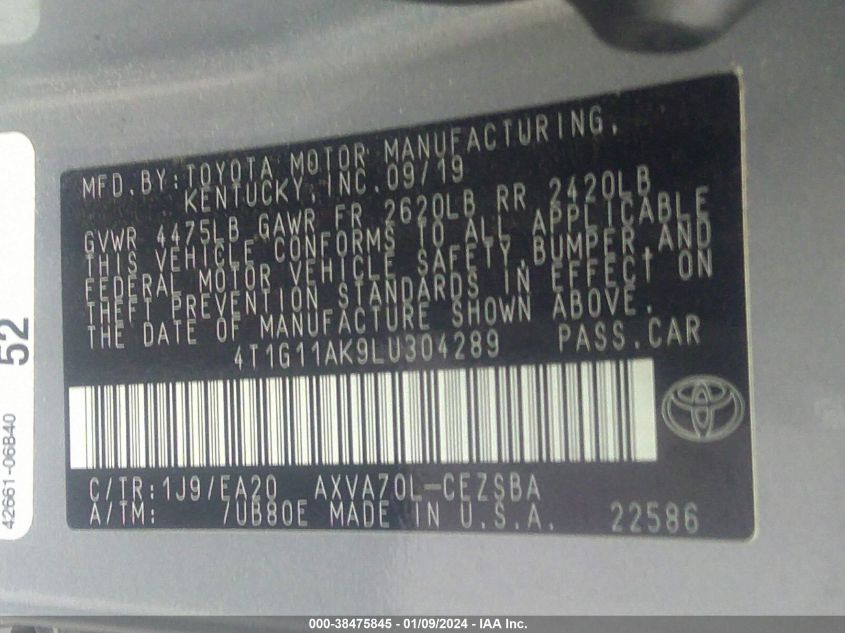 MFD.BY:TOYOTA MOTOR MANUFACTURING,
KENTUCKY,INC.09/19
GVWR 4475LB GAWR FR 2620LB RR 2420LB
THIS VEHICLE CONFORMS TO ALL APPLICABLE
FEDERAL MOTOR VEHICLE SAFETY,BUMPER,AND
THEFT PREVENTION STANDARDS IN EFFECT ON
THE DATE OF MANUFACTURE SHOWN ABOVE.
4T1G11AK9LU304289 PASS.CAR
C/TR:1J9/EA20 AXVA70L-CEZSBA
A/TM: /UB80E MADE IN U.S.A. 22586
52
42661-06B40
000-38475845 - 01/09/2024 - IAA Inc.